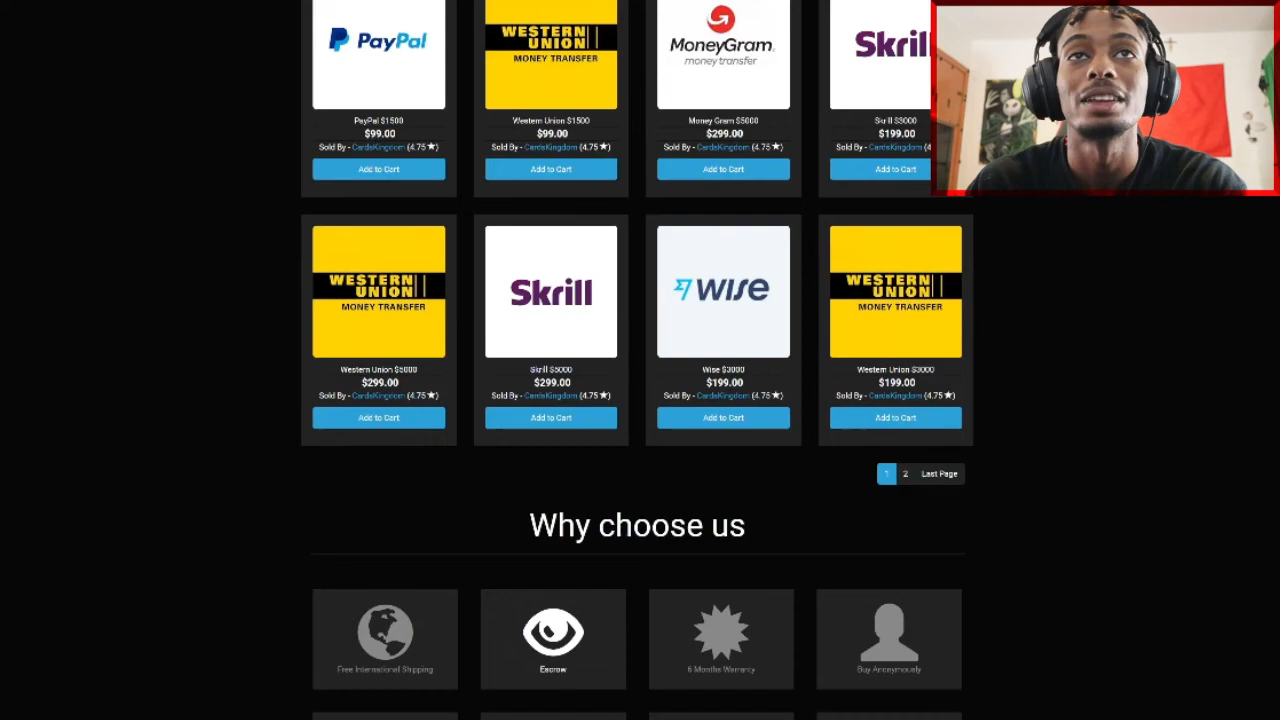 PayPal
WESTERN
UNION
MONEY TRANSFER
MoneyGram.
money transfer
Skril
PayPal $1500
$99.00
Sold By - CardsKingdom (4.75★)
Add to Cart
Western Union $1500
$99.00
Sold By - CardsKingdom (4.75★)
Add to Cart
Money Gram $5000
$299.00
Sold By - CardsKingdom (4.75★)
Add to Cart
Skrill $3000
$199.00
Sold By - CardsKingdom (4.
Add to Cart
WESTERN
UNION
MONEY TRANSFER
Western Union $5000
$299.00
Sold By - CardsKingdom (4.75★)
Add to Cart
Skrill
Skrill $5000
$299.00
Sold By - CardsKingdom (4.75★)
Add to Cart
WISE
Wise $3000
$199.00
Sold By - CardsKingdom (4.75★)
Add to Cart
WESTERN
UNION
MONEY TRANSFER
Western Union $3000
$199.00
Sold By - CardsKingdom (4.75★)
Add to Cart
1 2 Last Page
Why choose us
Free International Shipping
Escrow
6 Months Warranty
Buy Anonymously